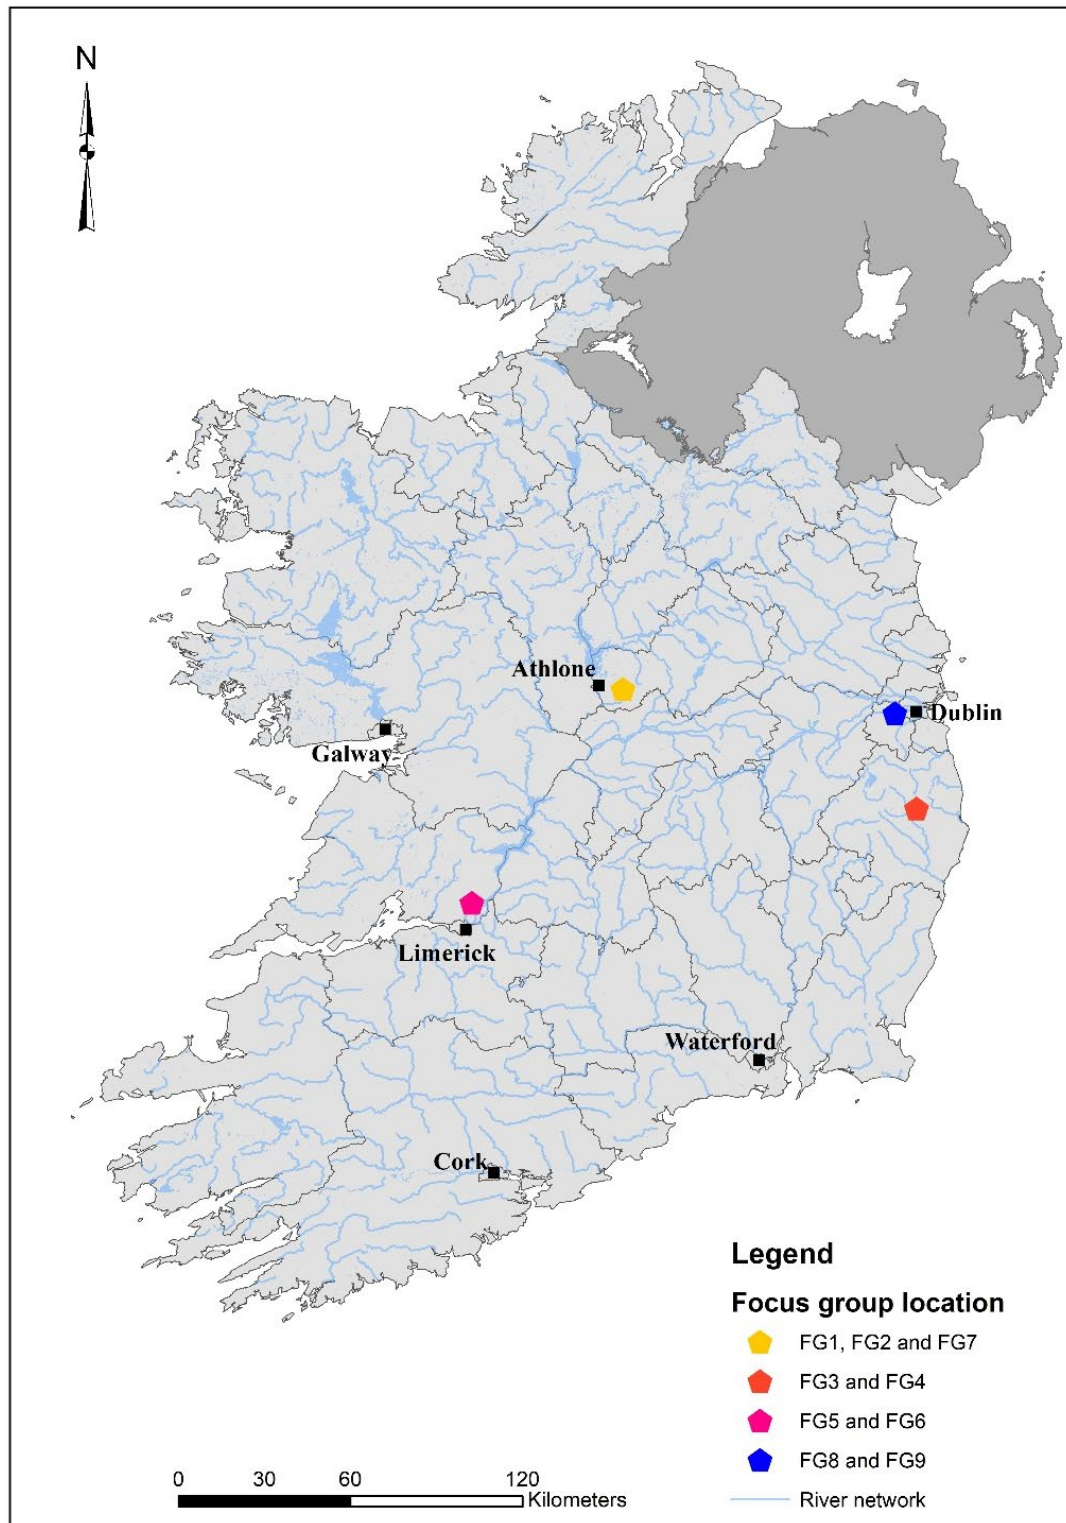 N
Athlone
Dublin
Galway
Limerick
Waterford
Cork
Legend
Focus group location
FG1, FG2 and FG7
FG3 and FG4
FG5 and FG6
FG8 and FG9
River network
0 30 60 120
Kilometers